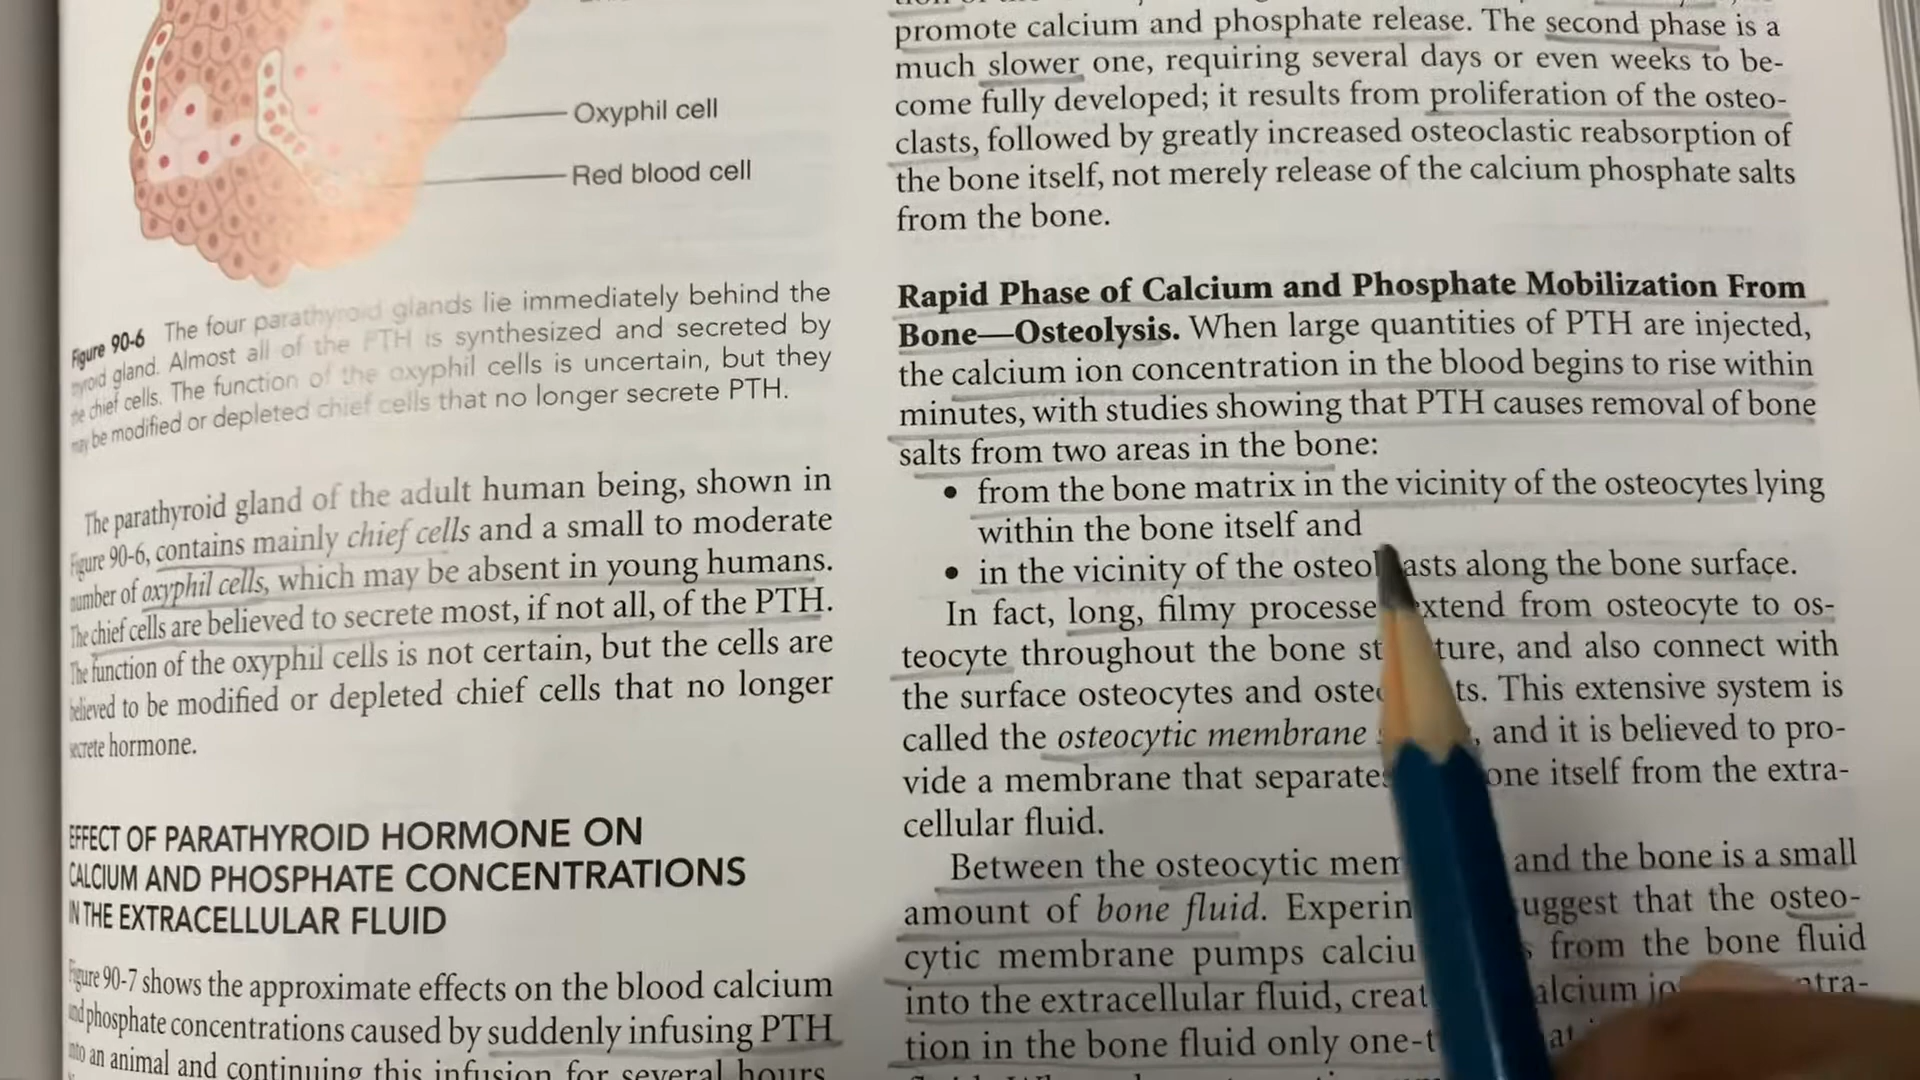 Oxyphil cell
Red blood cell
Figure 90-6 The four parathyroid glands lie immediately behind the
thyroid gland. Almost all of the PTH is synthesized and secreted by
the chief cells. The function of the oxyphil cells is uncertain, but they
may be modified or depleted chief cells that no longer secrete PTH.
The parathyroid gland of the adult human being, shown in
Figure 90-6, contains mainly chief cells and a small to moderate
number of oxyphil cells, which may be absent in young humans.
The chief cells are believed to secrete most, if not all, of the PTH.
The function of the oxyphil cells is not certain, but the cells are
believed to be modified or depleted chief cells that no longer
secrete hormone.
EFFECT OF PARATHYROID HORMONE ON
CALCIUM AND PHOSPHATE CONCENTRATIONS
IN THE EXTRACELLULAR FLUID
Figure 90-7 shows the approximate effects on the blood calcium
and phosphate concentrations caused by suddenly infusing PTH
into an animal and continuing this infusion for several hours.
promote calcium and phosphate release. The second phase is a
much slower one, requiring several days or even weeks to be-
come fully developed; it results from proliferation of the osteo-
clasts, followed by greatly increased osteoclastic reabsorption of
the bone itself, not merely release of the calcium phosphate salts
from the bone.
Rapid Phase of Calcium and Phosphate Mobilization From
Bone—Osteolysis. When large quantities of PTH are injected,
the calcium ion concentration in the blood begins to rise within
minutes, with studies showing that PTH causes removal of bone
salts from two areas in the bone:
• from the bone matrix in the vicinity of the osteocytes lying
within the bone itself and
• in the vicinity of the osteoblasts along the bone surface.
In fact, long, filmy processes extend from osteocyte to os-
teocyte throughout the bone structure, and also connect with
the surface osteocytes and
This extensive system is
called the osteocytic membrane
and it is believed to pro-
vide a membrane that separates
bone itself from the extra-
cellular fluid.
Between the osteocytic
and the bone is a small
amount of bone fluid.
suggest that the osteo-
cytic membrane pumps
from the bone fluid
into the extracellular fluid,
calcium
tion in the bone fluid only